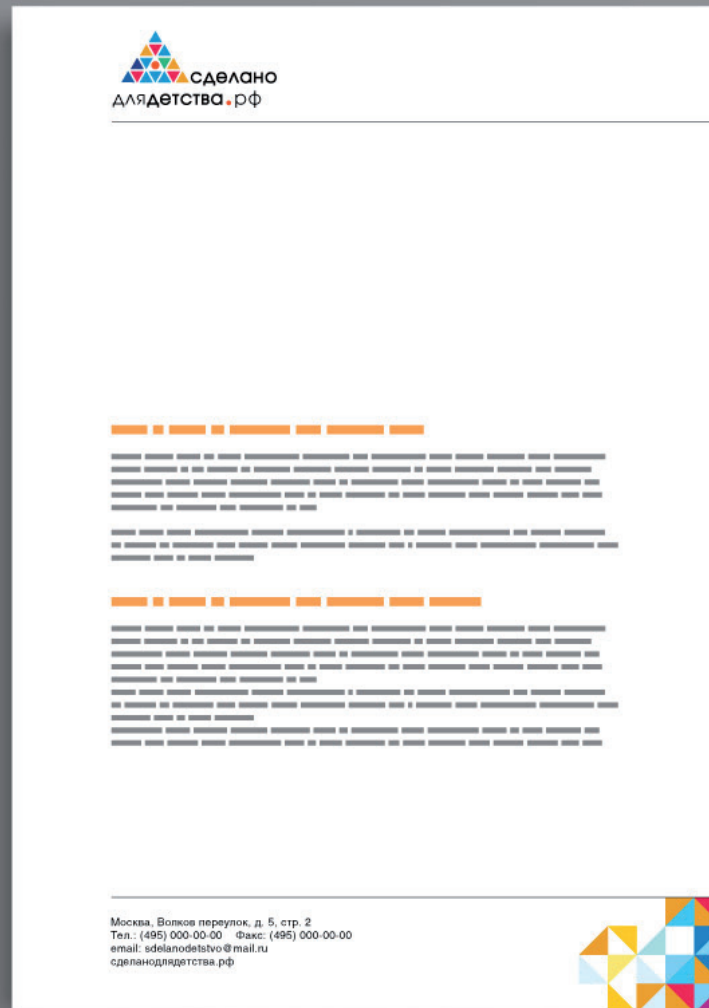 сделано
длядетства.рф
Москва, Волков переулок, д. 5, стр. 2
Тел.: (495) 000-00-00 Факс: (495) 000-00-00
email: sdelanodetstvo@mail.ru
сделанодлядетства.рф